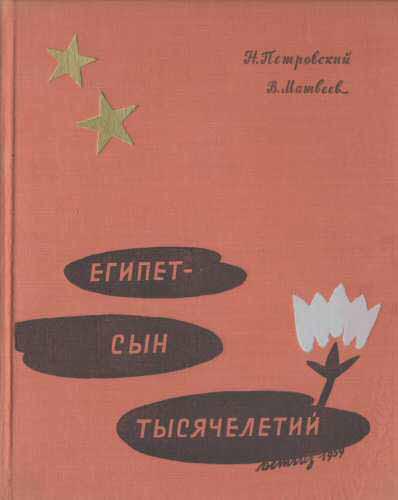 Н. Петровский
В. Матвеев
ЕГИПЕТ-
СЫН
ТЫСЯЧЕЛЕТИЙ
Детгиз-1959